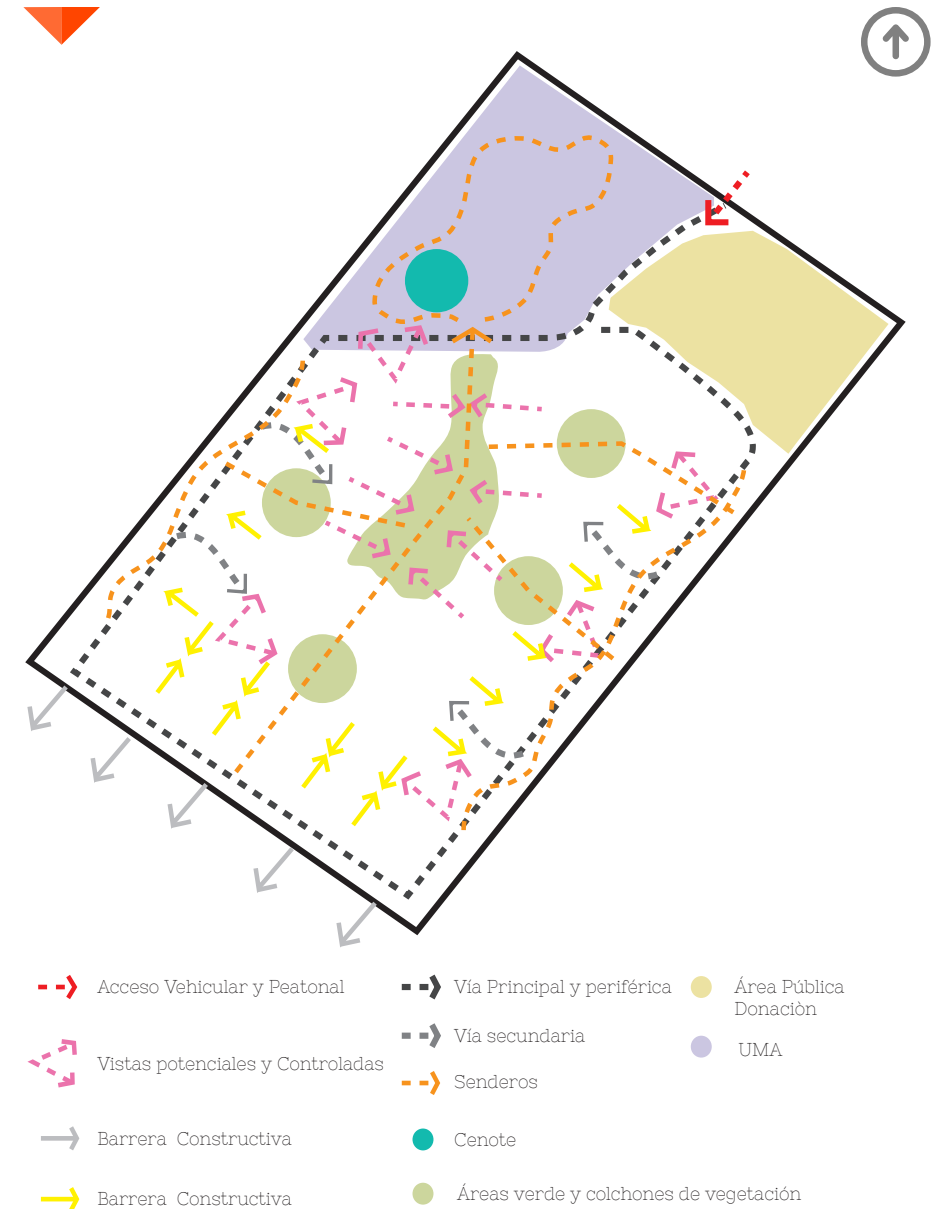 Acceso Vehicular y Peatonal
Vistas potenciales y Controladas
Barrera Constructiva
Barrera Constructiva
Vía Principal y periférica
Vía secundaria
Senderos
Cenote
Áreas verde y colchones de vegetación
Área Pública
Donaciòn
UMA